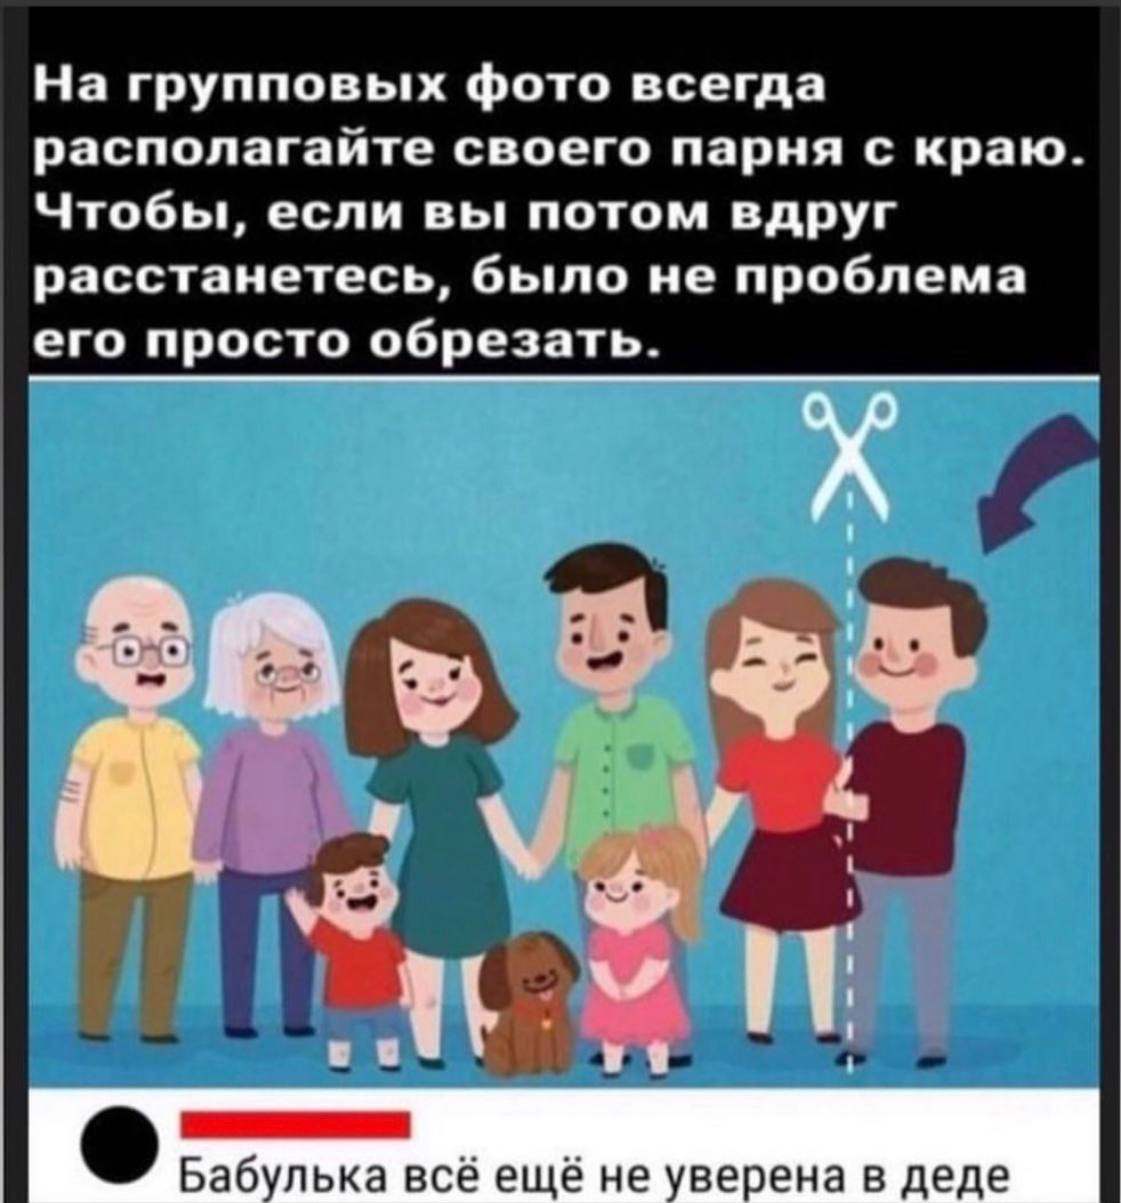 На групповых фото всегда
располагайте своего парня с краю.
Чтобы, если вы потом вдруг
расстанетесь, было не проблема
его просто обрезать.
Бабулька всё ещё не уверена в деде